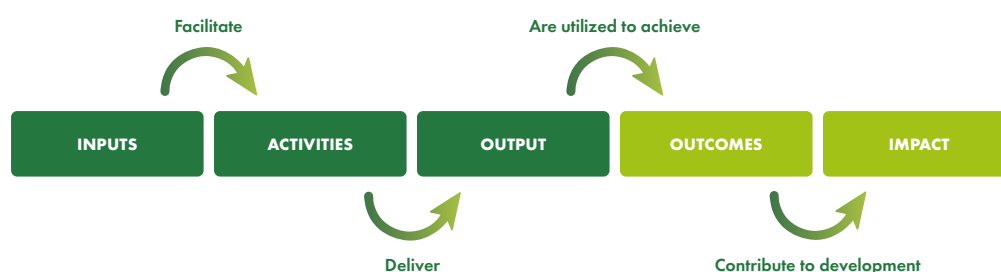 Facilitate
Are utilized to achieve
INPUTS
ACTIVITIES
OUTPUT
OUTCOMES
IMPACT
Deliver
Contribute to development